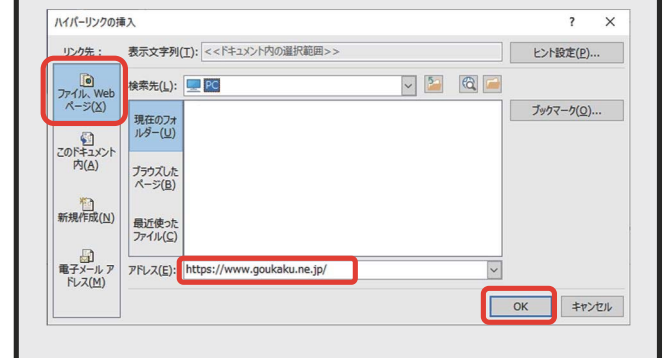 ハイパーリンクの挿入
? ×
リンク先：
表示文字列(T): <<ドキュメント内の選択範囲>>
ヒント設定(P)...
ファイル、Web
ページ(X)
検索先(L): PC
ブックマーク(O)...
現在のフォ
ルダー(U)
このドキュメント
内(A)
ブラウズした
ページ(B)
新規作成(N)
最近使った
ファイル(C)
電子メール ア
ドレス(M)
アドレス(E): https://www.goukaku.ne.jp/
OK キャンセル